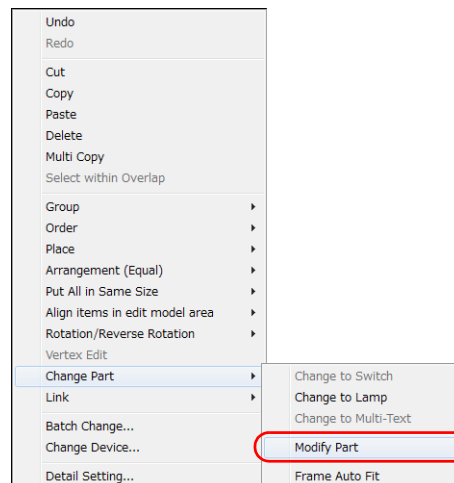 Undo
Redo
Cut
Copy
Paste
Delete
Multi Copy
Select within Overlap
Group
Order
Place
Arrangement (Equal)
Put All in Same Size
Align items in edit model area
Rotation/Reverse Rotation
Vertex Edit
Change Part
Link
Batch Change...
Change Device...
Detail Setting...
Change to Switch
Change to Lamp
Change to Multi-Text
Modify Part
Frame Auto Fit